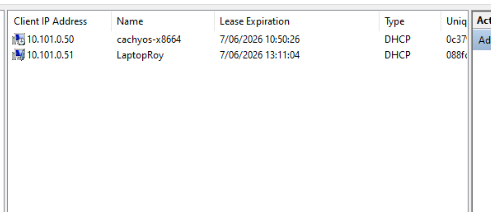 Client IP Address Name Lease Expiration Type Uniq Act
10.101.0.50 cachyos-x8664 7/06/2026 10:50:26 DHCP 0c37 Ad
10.101.0.51 LaptopRoy 7/06/2026 13:11:04 DHCP 088f